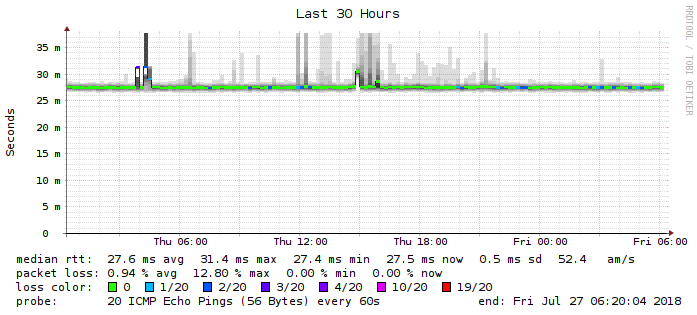 Last 30 Hours
RRDTOOL / TOBI OETIKER
Seconds
35 m
30 m
25 m
20 m
15 m
10 m
5 m
0
Thu 06:00 Thu 12:00 Thu 18:00 Fri 00:00 Fri 06:00
median rtt: 27.6 ms avg 31.4 ms max 27.4 ms min 27.5 ms now 0.5 ms sd 52.4 am/s
packet loss: 0.94 % avg 12.80 % max 0.00 % min 0.00 % now
loss color: 0 1/20 2/20 3/20 4/20 10/20 19/20
probe: 20 ICMP Echo Pings (56 Bytes) every 60s end: Fri Jul 27 06:20:04 2018